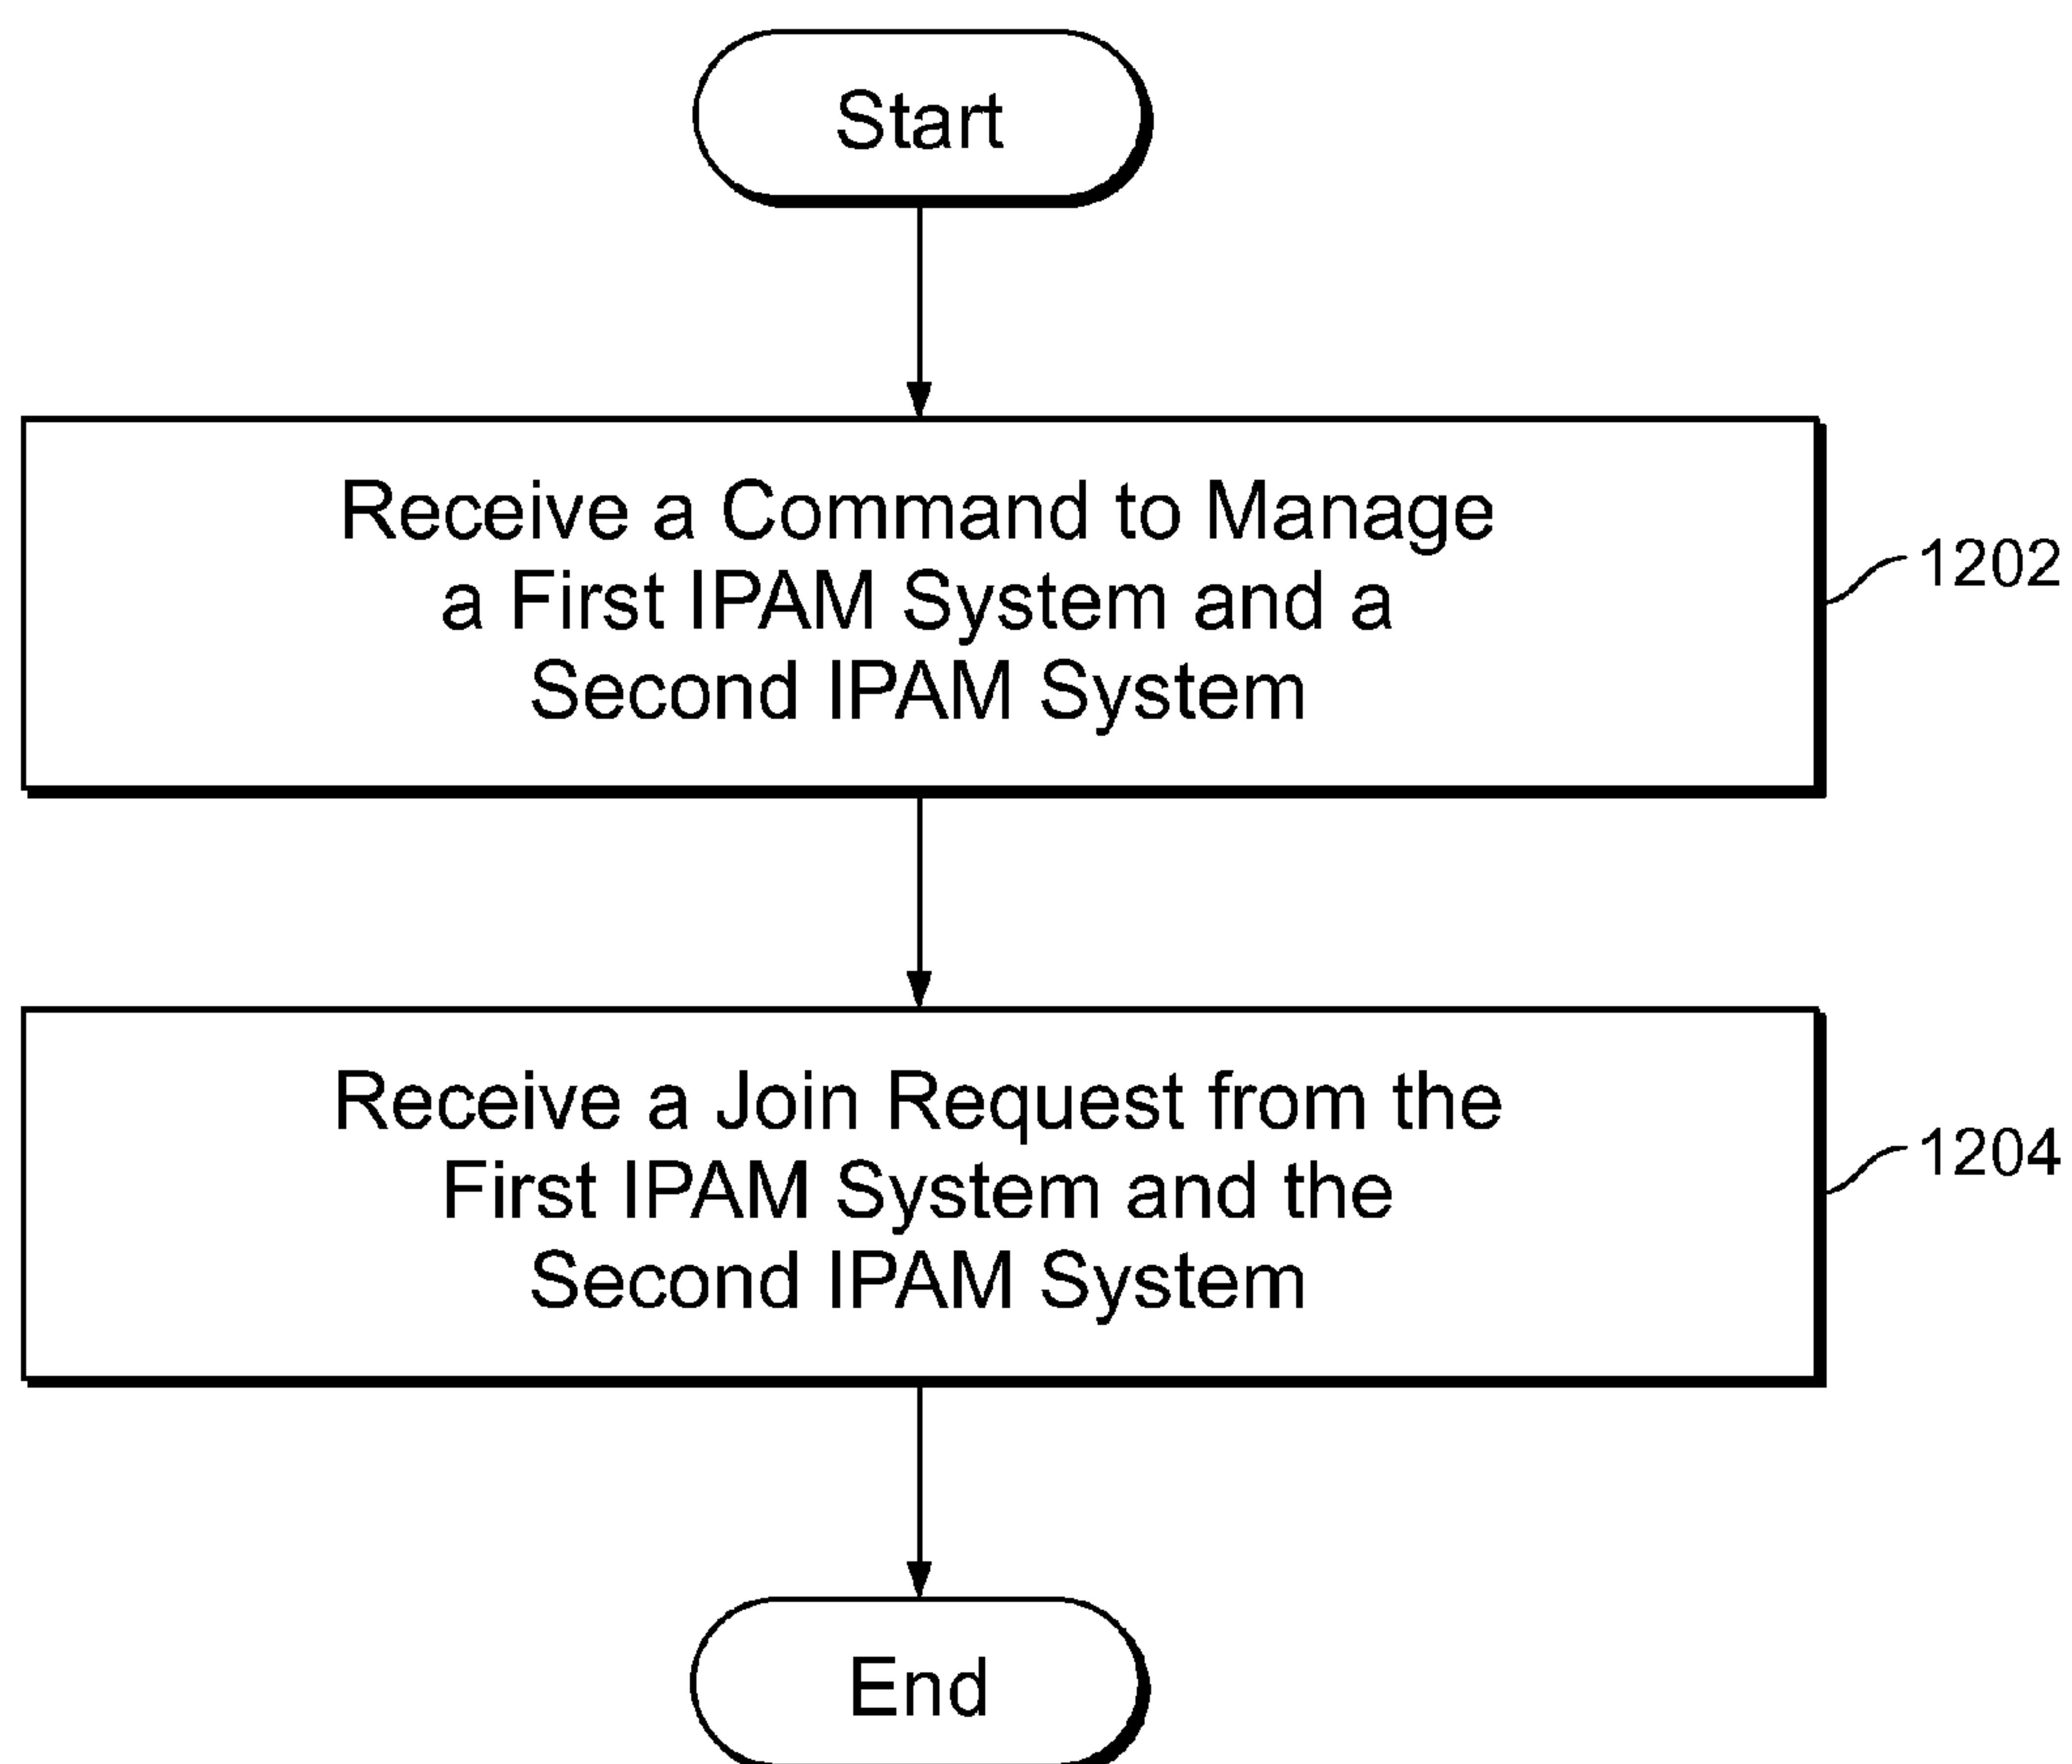 Start
Receive a Command to Manage
a First IPAM System and a
Second IPAM System
1202
Receive a Join Request from the
First IPAM System and the
Second IPAM System
1204
End